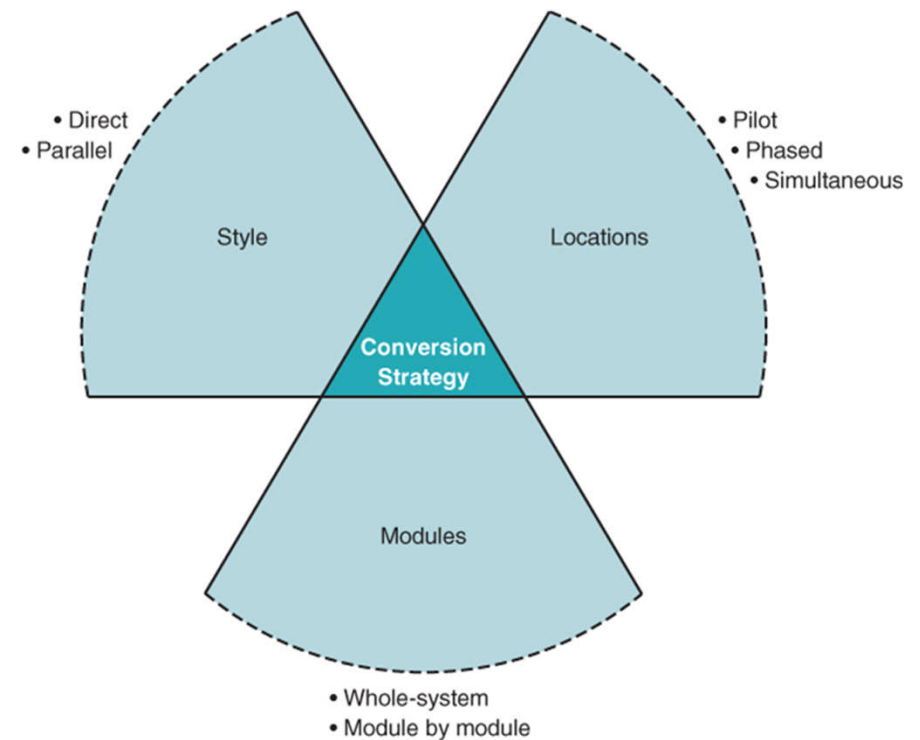 • Direct
• Parallel
Style
• Pilot
• Phased
• Simultaneous
Locations
Conversion
Strategy
Modules
• Whole-system
• Module by module